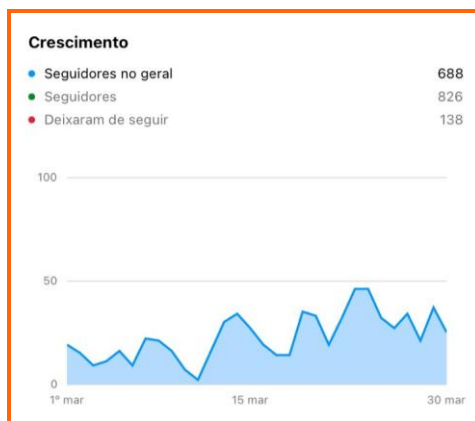 Crescimento
Seguidores no geral 688
Seguidores 826
Deixaram de seguir 138
100
50
0
1º mar 15 mar 30 mar